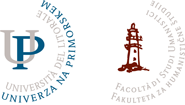 UP
UNIVERSITÀ DEL LITORALE
UNIVERZA NA PRIMORSKEM
FACOLTÀ DI STUDI UMANISTICI
FAKULTETA ZA HUMANISTIČNE ŠTUDIJE